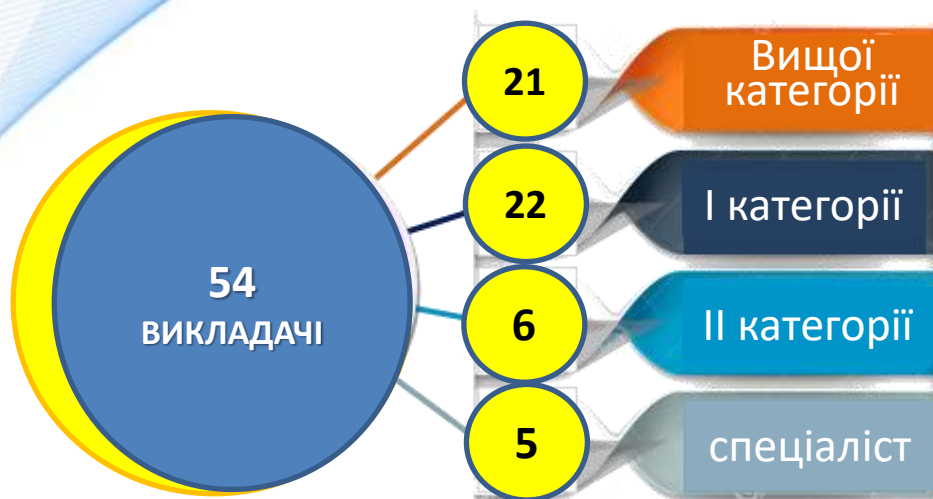 54
ВИКЛАДАЧІ
21
Вищої
категорії
22
І категорії
6
ІІ категорії
5
спеціаліст